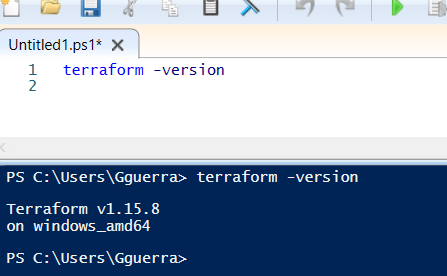 Untitled1.ps1*
1 terraform -version
2
PS C:\Users\Gguerra> terraform -version
Terraform v1.15.8
on windows_amd64
PS C:\Users\Gguerra>